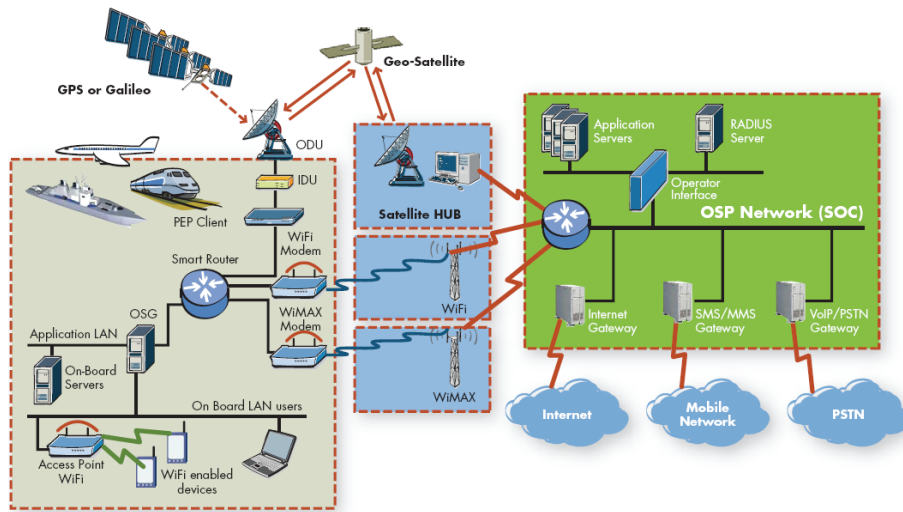 GPS or Galileo
Geo-Satellite
ODU
IDU
PEP Client
WiFi
Modem
Smart Router
WiMAX
Modem
OSG
Application LAN
On-Board
Servers
On Board LAN users
Access Point
WiFi
WiFi enabled
devices
Satellite HUB
WiFi
WiMAX
Application
Servers
RADIUS
Server
Operator
Interface
OSP Network (SOC)
Internet
Gateway
SMS/MMS
Gateway
VoIP/PSTN
Gateway
Internet
Mobile
Network
PSTN